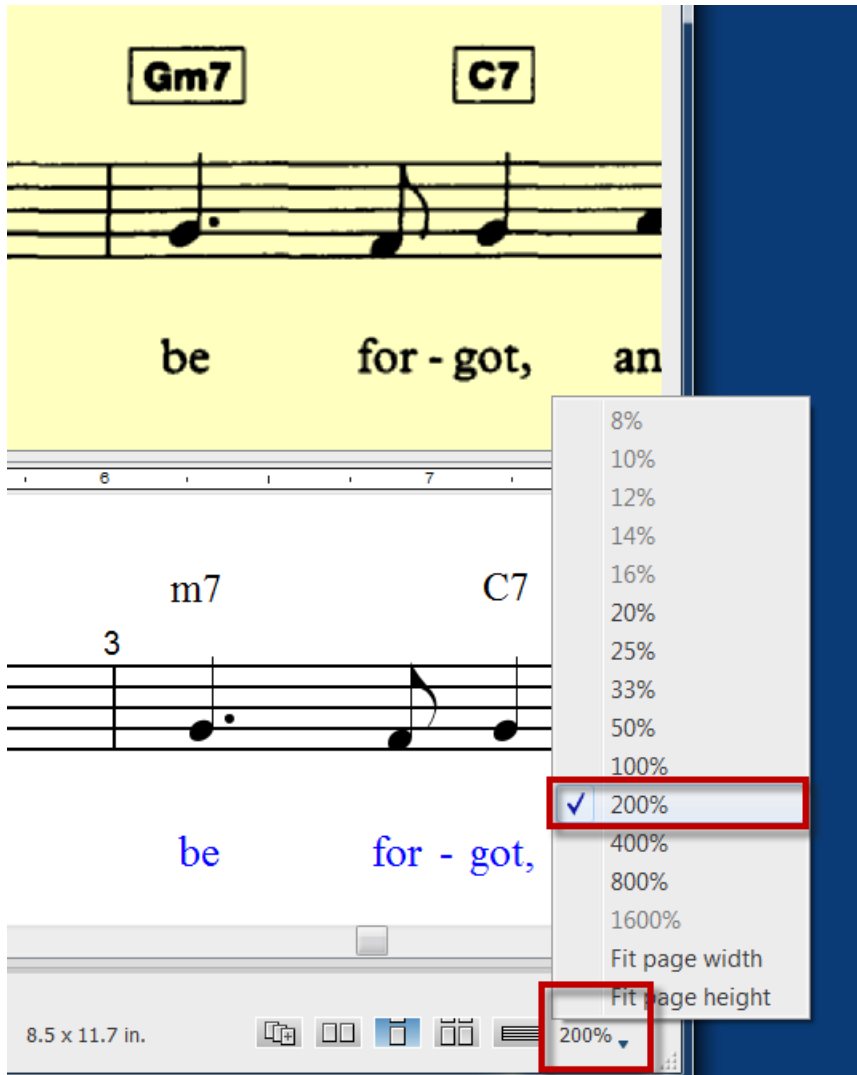 Gm7 C7
be for - got, an
6 7
m7 C7
3
be for - got,
8%
10%
12%
14%
16%
20%
25%
33%
50%
100%
200%
400%
800%
1600%
Fit page width
Fit page height
8.5 x 11.7 in. 200%